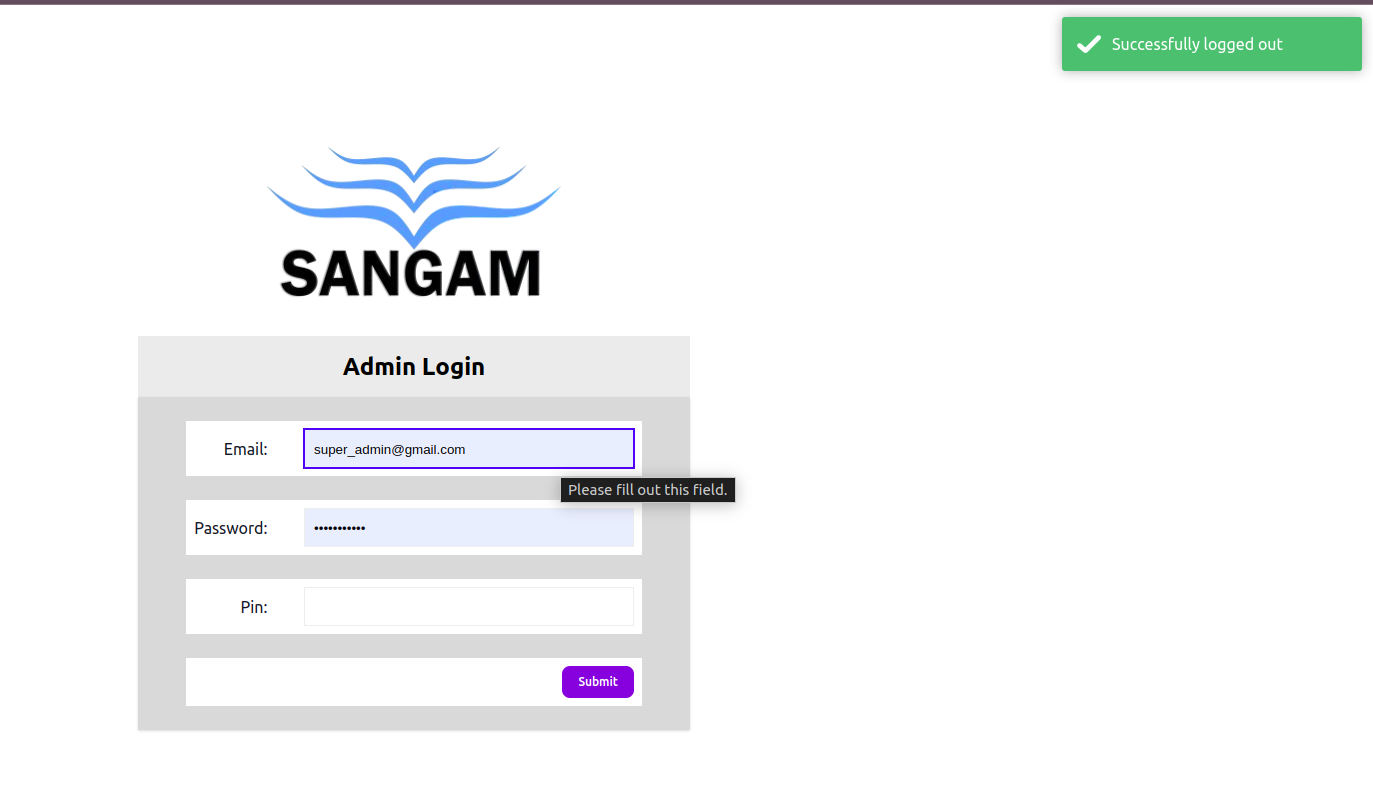 Successfully logged out
SANGAM
Admin Login
Email: super_admin@gmail.com
Please fill out this field.
Password: •••••••••••
Pin:
Submit